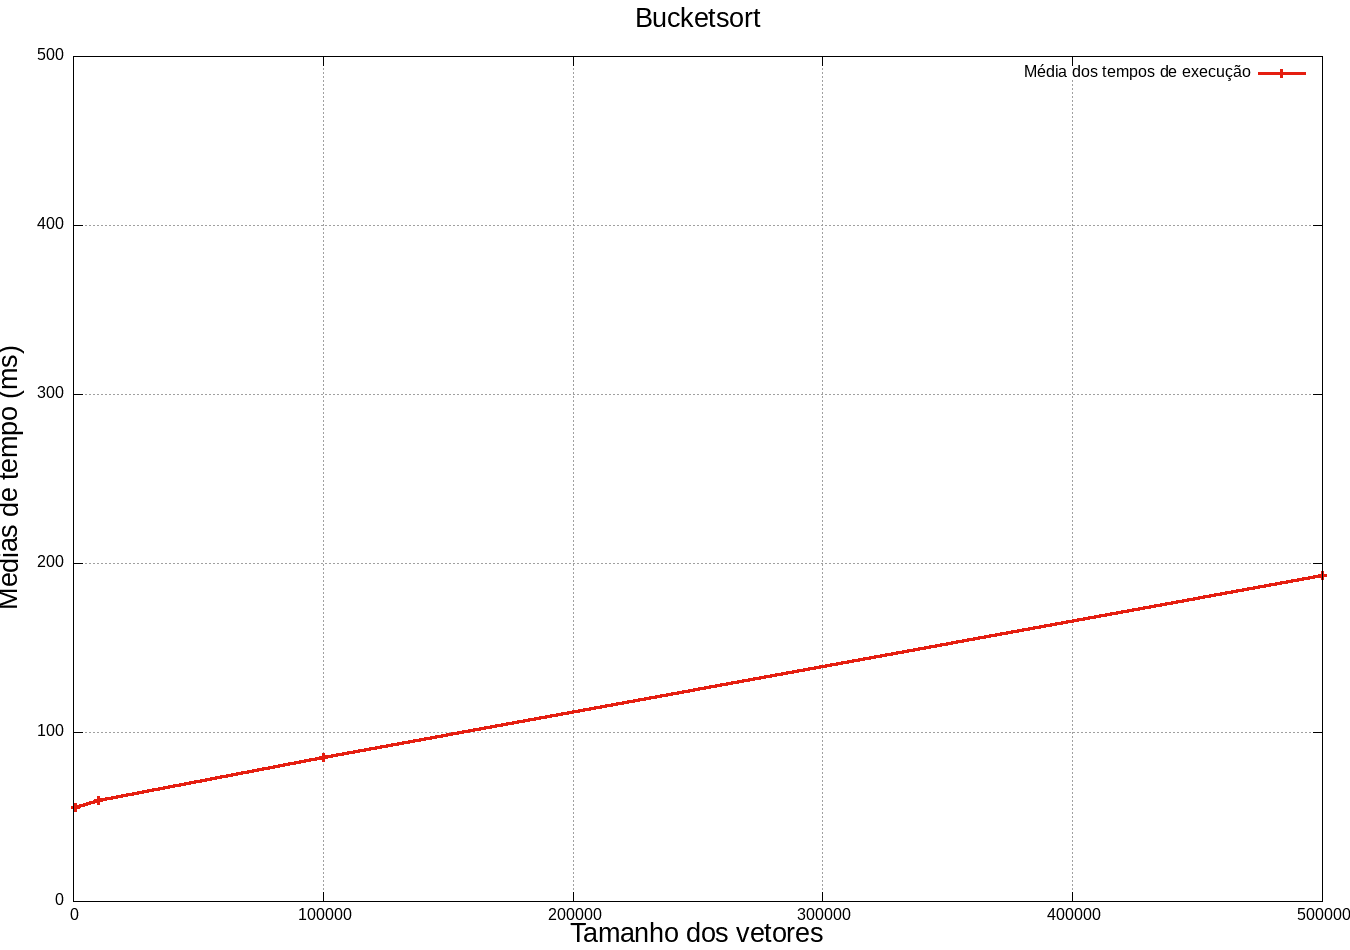 Bucketsort
Média dos tempos de execução
500
400
300
200
100
0
Medias de tempo (ms)
0 100000 200000 300000 400000 500000
Tamanho dos vetores